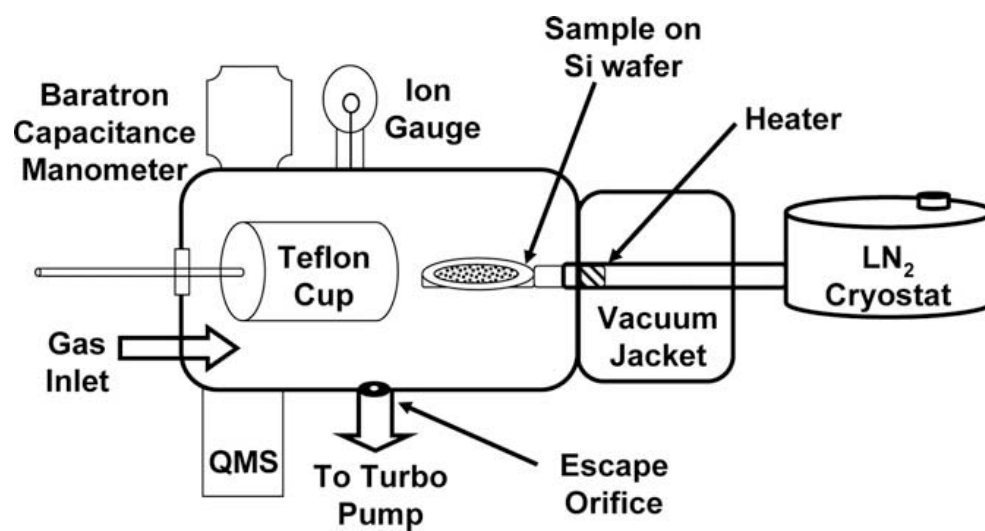 Sample on
Si wafer
Baratron
Capacitance
Manometer
Ion
Gauge
Heater
Teflon
Cup
LN₂
Cryostat
Vacuum
Jacket
Gas
Inlet
QMS
To Turbo
Pump
Escape
Orifice